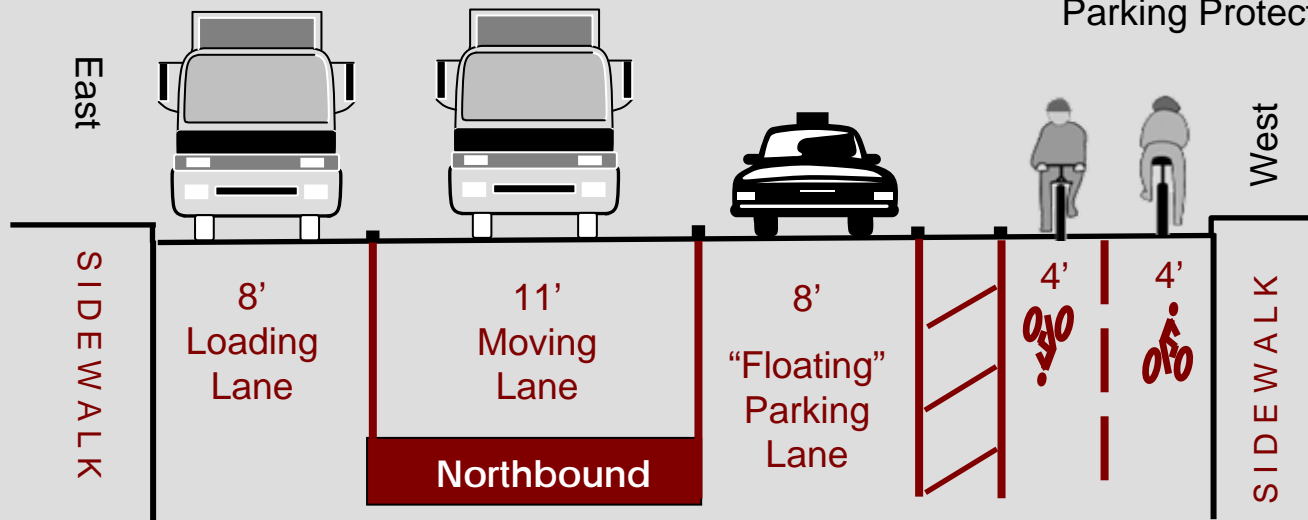 Parking Protect
East
West
SIDEWALK
8’
Loading
Lane
11’
Moving
Lane
8’
“Floating”
Parking
Lane
4’
4’
SIDEWALK
Northbound